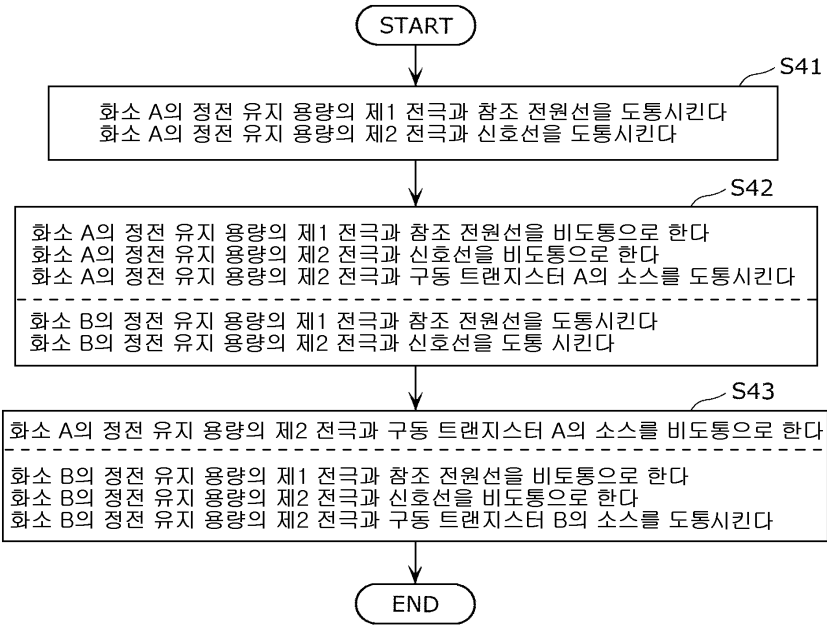 START
S41
화소 A의 정전 유지 용량의 제1 전극과 참조 전원선을 도통시킨다
화소 A의 정전 유지 용량의 제2 전극과 신호선을 도통시킨다
S42
화소 A의 정전 유지 용량의 제1 전극과 참조 전원선을 비도통으로 한다
화소 A의 정전 유지 용량의 제2 전극과 신호선을 비도통으로 한다
화소 A의 정전 유지 용량의 제2 전극과 구동 트랜지스터 A의 소스를 도통시킨다
화소 B의 정전 유지 용량의 제1 전극과 참조 전원선을 도통시킨다
화소 B의 정전 유지 용량의 제2 전극과 신호선을 도통 시킨다
S43
화소 A의 정전 유지 용량의 제2 전극과 구동 트랜지스터 A의 소스를 비도통으로 한다
화소 B의 정전 유지 용량의 제1 전극과 참조 전원선을 비토통으로 한다
화소 B의 정전 유지 용량의 제2 전극과 신호선을 비도통으로 한다
화소 B의 정전 유지 용량의 제2 전극과 구동 트랜지스터 B의 소스를 도통시킨다
END